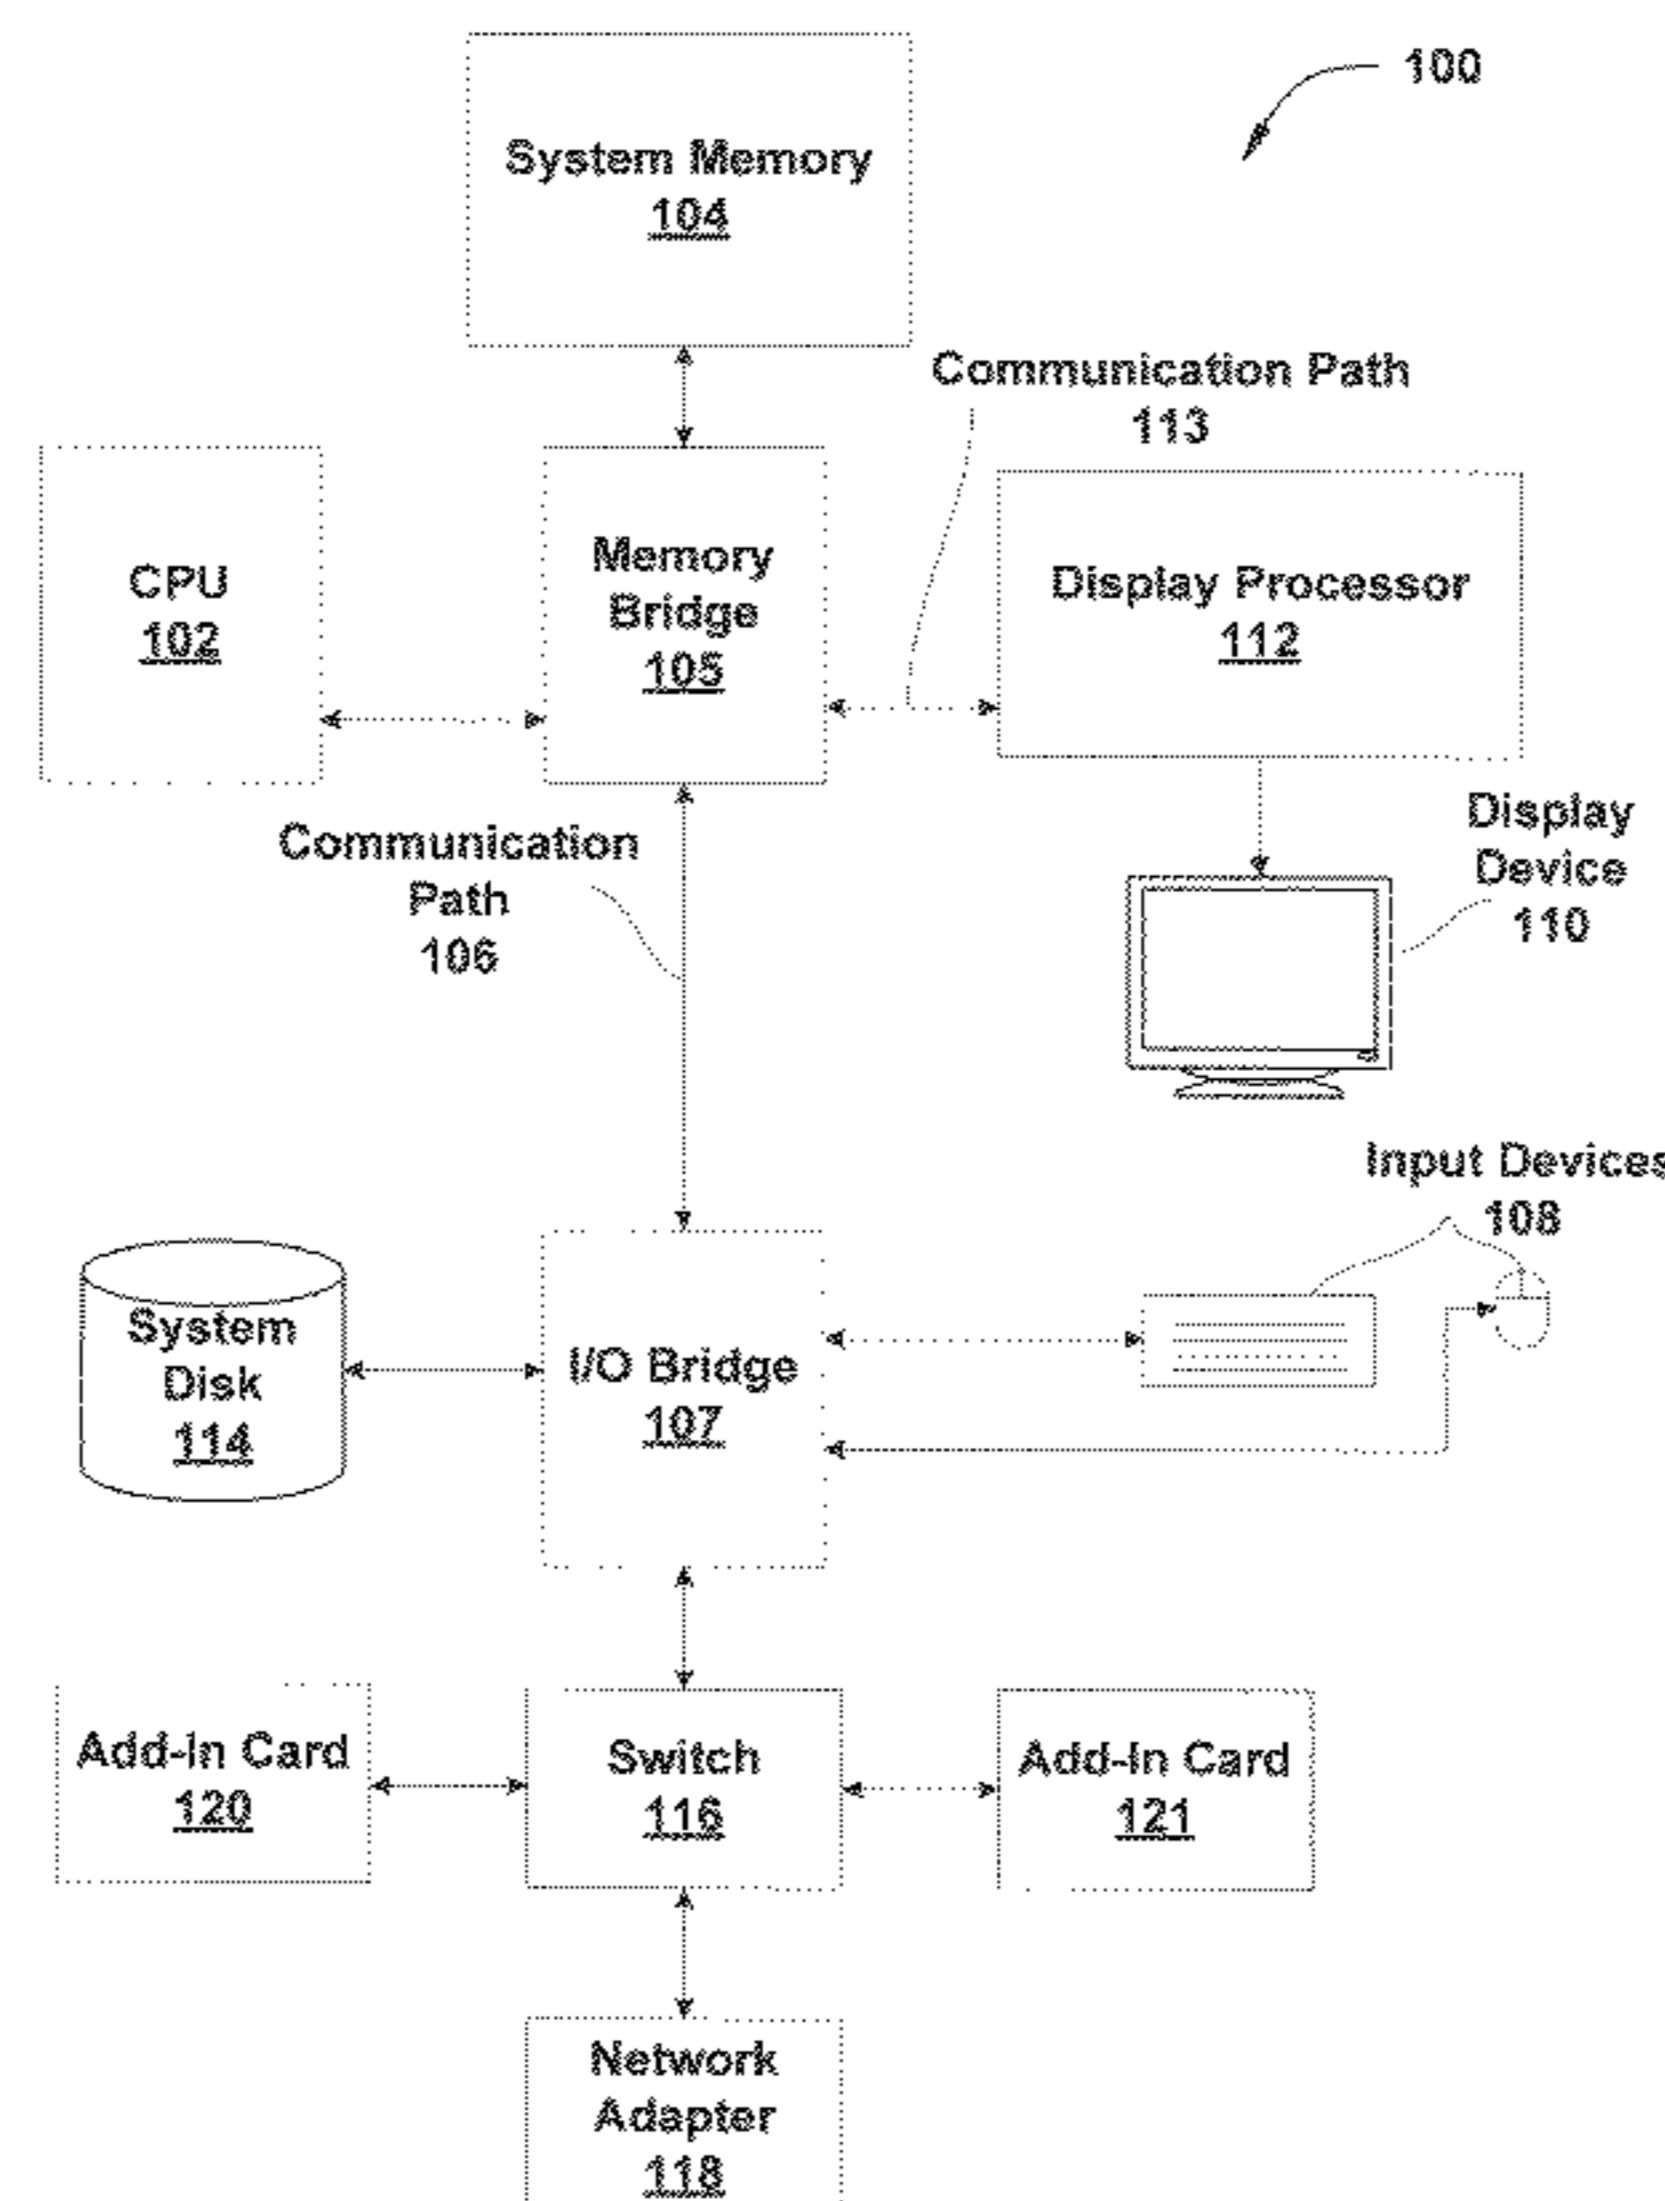 100
System Memory
104
Communication Path
113
CPU
102
Memory
Bridge
105
Display Processor
112
Communication
Path
106
Display
Device
110
Input Devices
108
System
Disk
114
I/O Bridge
107
Add-In Card
120
Switch
116
Add-In Card
121
Network
Adapter
118